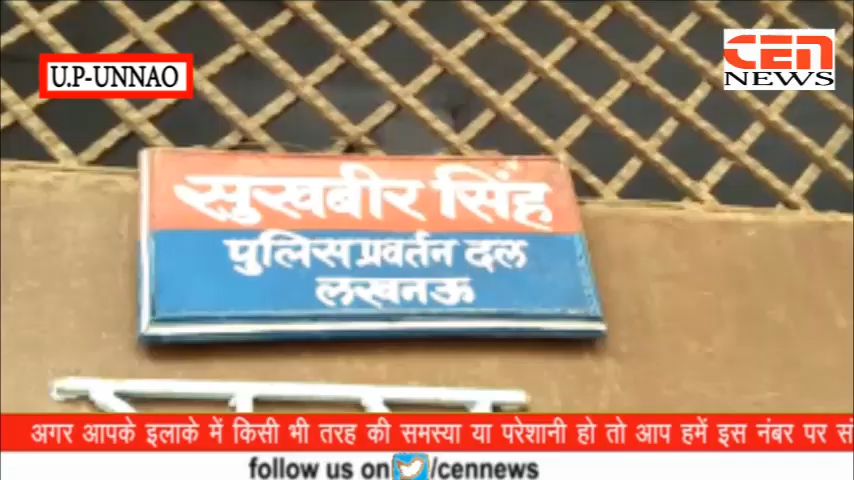 U.P-UNNAO
CEN
NEWS
सुखबीर सिंह
पुलिस प्रवर्तन दल
लखनऊ
अगर आपके इलाके में किसी भी तरह की समस्या या परेशानी हो तो आप हमें इस नंबर पर सं
follow us on /cennews